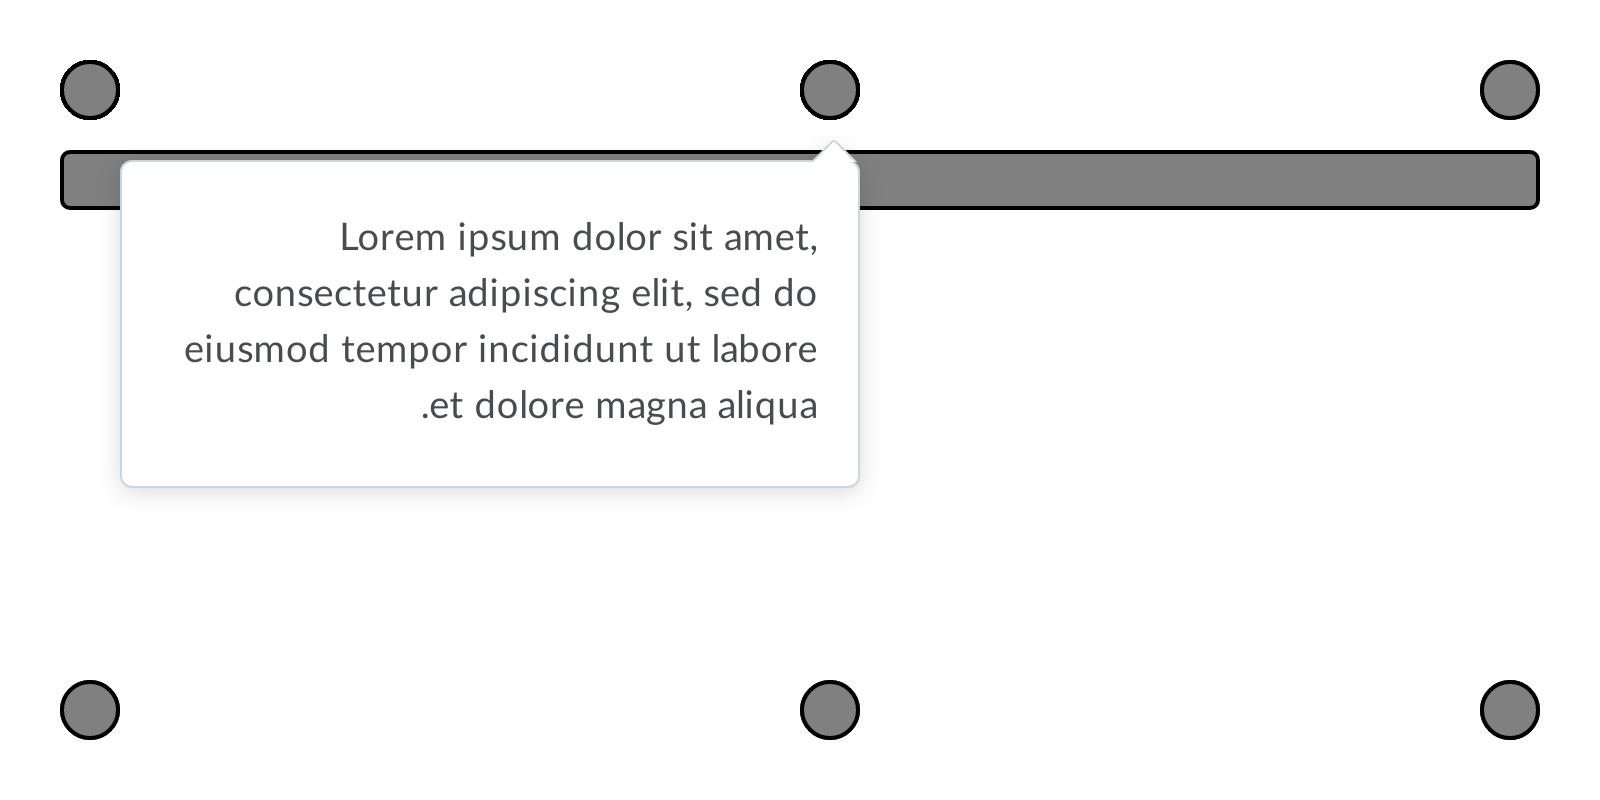 Lorem ipsum dolor sit amet,
consectetur adipiscing elit, sed do
eiusmod tempor incididunt ut labore
.et dolore magna aliqua